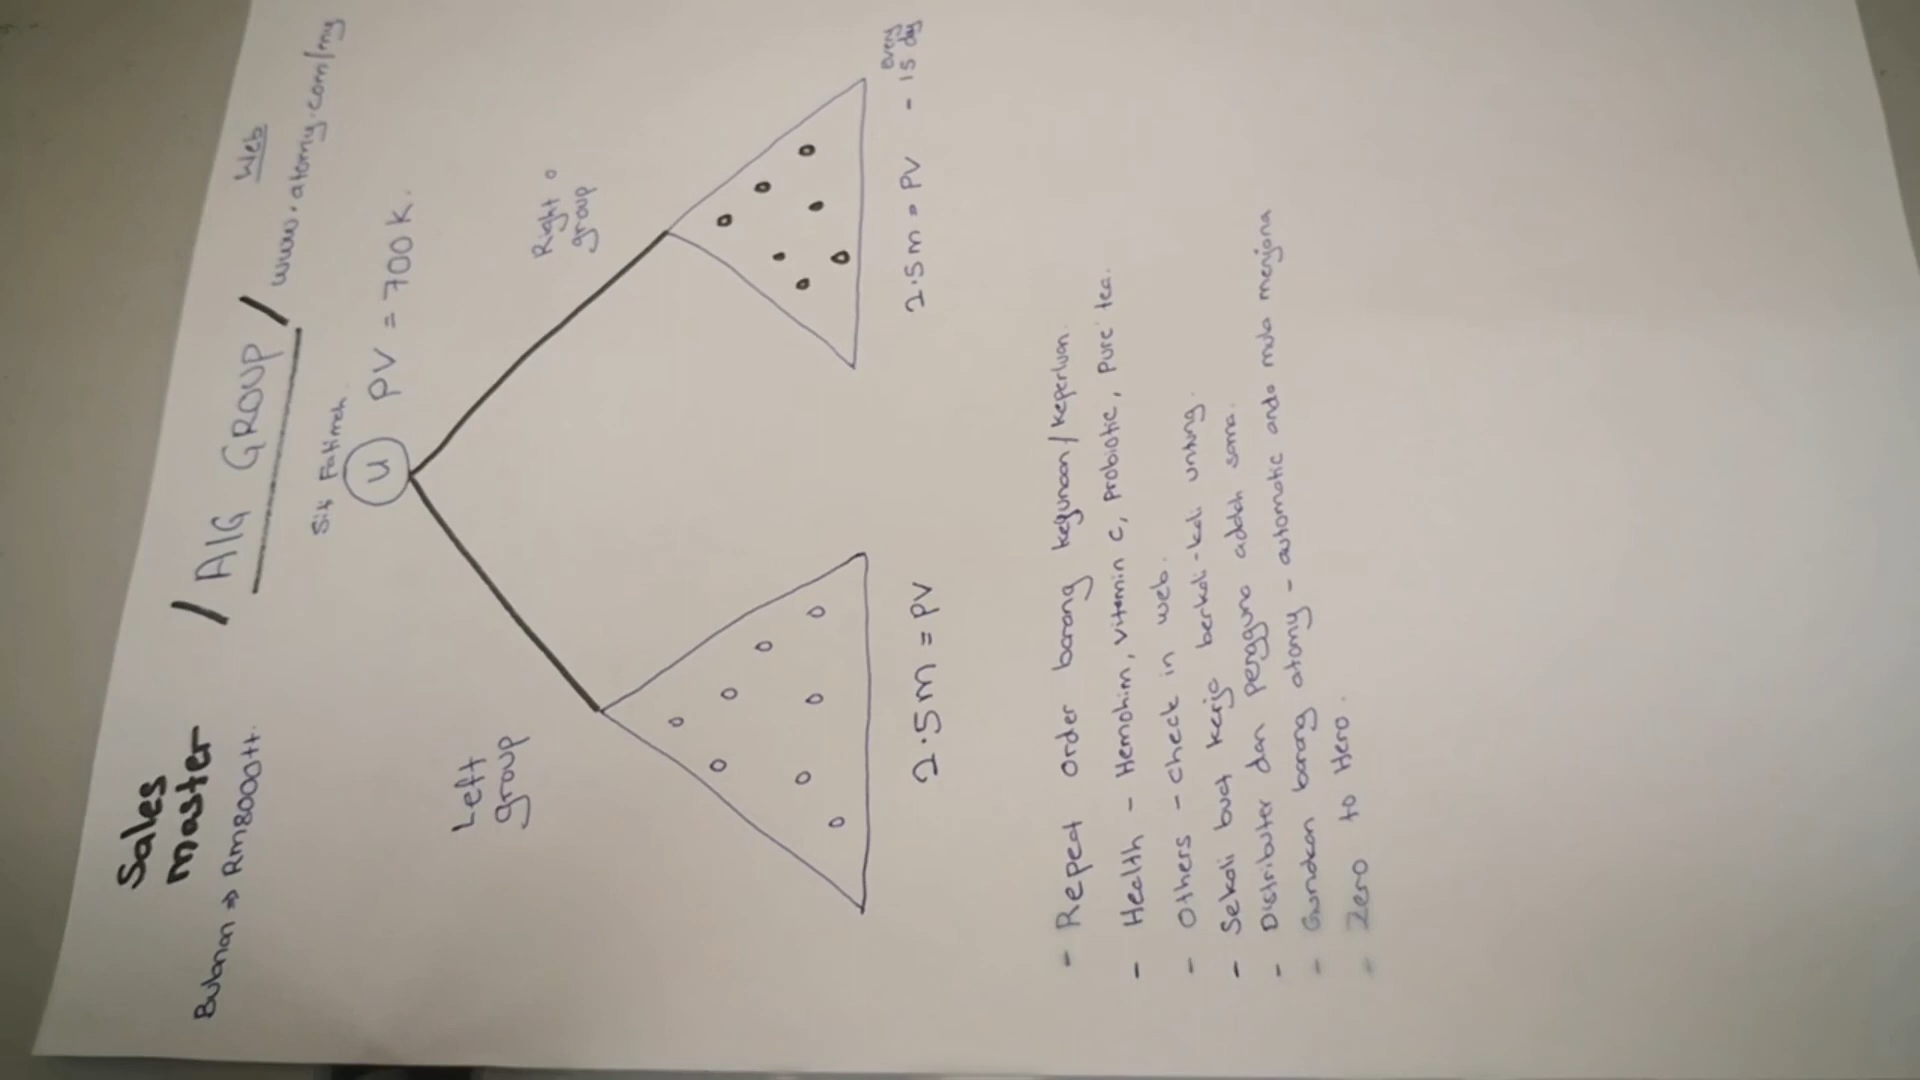 Sales
master
Bulanan => Rm8000++.
/ AIG GROUP /
Web
www.atomy.com/my
Siti Fatimah.
U PV = 700K.
Left
group
Right
group
2.5m = PV
2.5m = PV - 15 day
every
- Repeat order barang kegunaan/keperluan.
- Health - Hemohim, Vitamin C, Probiotic, Pure tea.
- Others - check in web.
- Sekali buat kerja berkali-kali untung.
- Distributer dan pengguna adalah sama.
- Gunakan barang atomy - automatic anda mula menjana
- Zero to Hero.